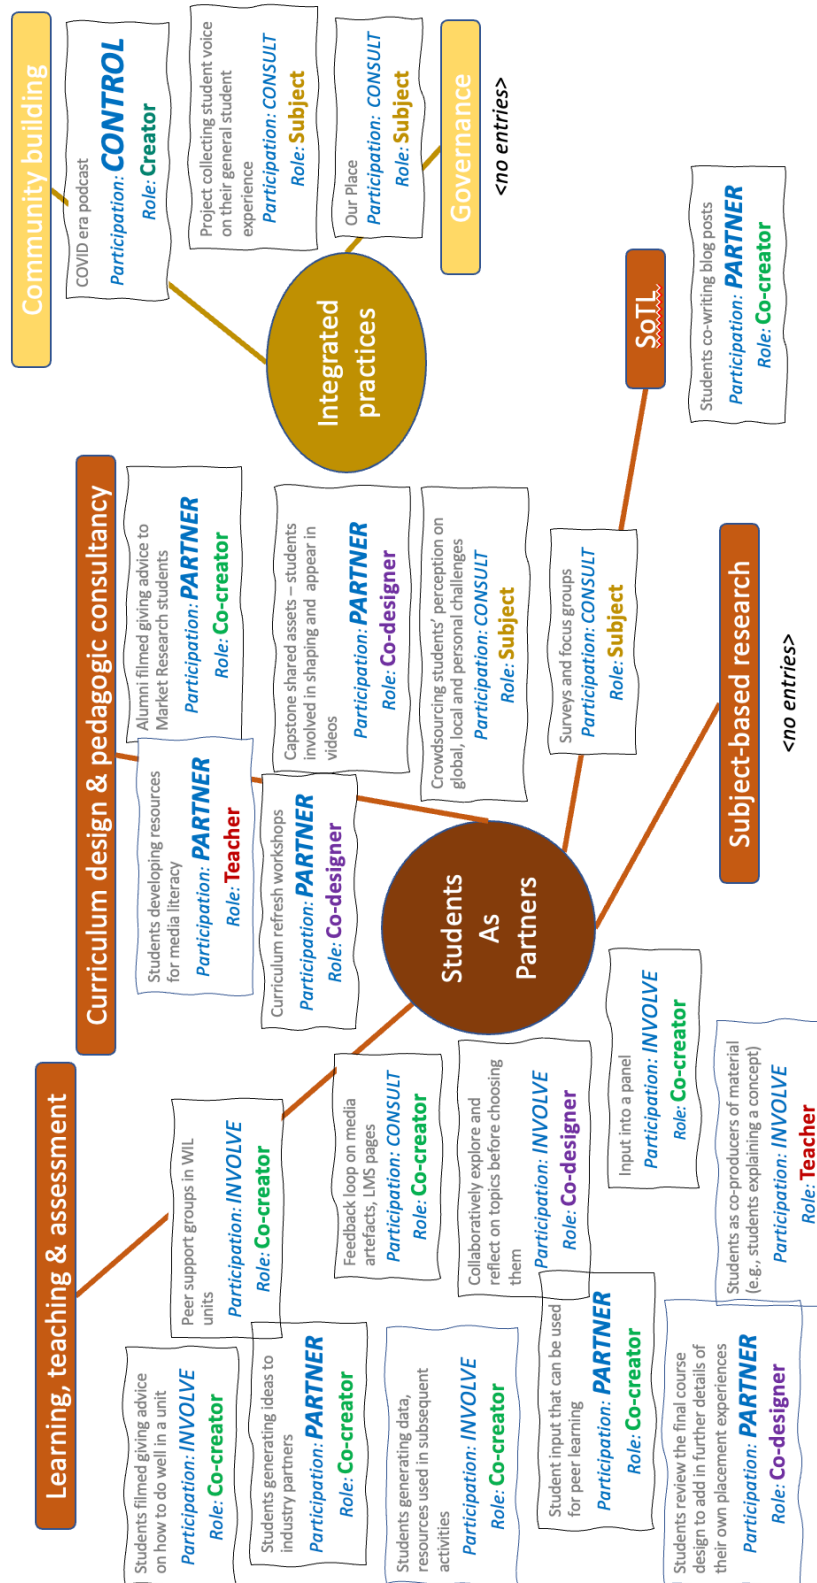 Learning, teaching & assessment
Students filmed giving advice
on how to do well in a unit
Participation: INVOLVE
Role: Co-creator
Peer support groups in WIL
units
Participation: INVOLVE
Role: Co-creator
Students generating ideas to
industry partners
Participation: PARTNER
Role: Co-creator
Feedback loop on media
artefacts, LMS pages
Participation: CONSULT
Role: Co-creator
Students generating data,
resources used in subsequent
activities
Participation: INVOLVE
Role: Co-creator
Collaboratively explore and
reflect on topics before choosing
them
Participation: INVOLVE
Role: Co-designer
Student input that can be used
for peer learning
Participation: PARTNER
Role: Co-creator
Input into a panel
Participation: INVOLVE
Role: Co-creator
Students review the final course
design to add in further details of
their own placement experiences
Participation: PARTNER
Role: Co-designer
Students as co-producers of material
(e.g., students explaining a concept)
Participation: INVOLVE
Role: Teacher
Curriculum design & pedagogic consultancy
Students developing resources
for media literacy
Participation: PARTNER
Role: Teacher
Alumni filmed giving advice to
Market Research students
Participation: PARTNER
Role: Co-creator
Curriculum refresh workshops
Participation: PARTNER
Role: Co-designer
Capstone shared assets – students
involved in shaping and appear in
videos
Participation: PARTNER
Role: Co-designer
Crowdsourcing students' perception on
global, local and personal challenges
Participation: CONSULT
Role: Subject
Students
As
Partners
Surveys and focus groups
Participation: CONSULT
Role: Subject
Subject-based research
<no entries>
SoTL
Students co-writing blog posts
Participation: PARTNER
Role: Co-creator
Community building
COVID era podcast
Participation: CONTROL
Role: Creator
Project collecting student voice
on their general student
experience
Participation: CONSULT
Role: Subject
Integrated
practices
Our Place
Participation: CONSULT
Role: Subject
Governance
<no entries>